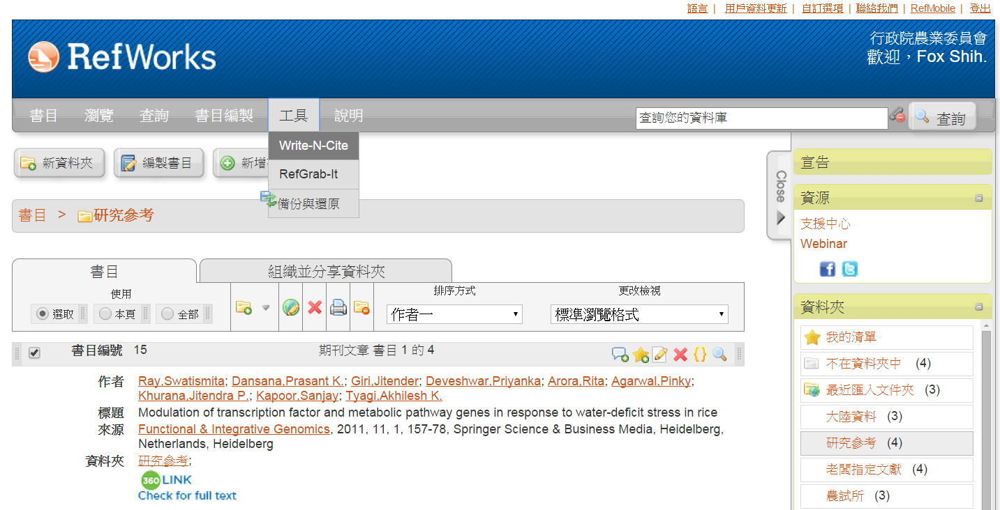 語言 | 用戶資料更新 | 自訂選項 | 聯絡我們 | RefMobile | 登出
RefWorks
行政院農業委員會
歡迎，Fox Shih.
書目 瀏覽 查詢 書目編製 工具 說明
查詢您的資料庫
查詢
Write-N-Cite
RefGrab-It
備份與還原
新資料夾 編製書目 新增
書目 > 研究參考
書目 組織並分享資料夾
使用
選取 本頁 全部
排序方式
作者一
更改檢視
標準瀏覽格式
書目編號 15 期刊文章 書目 1 的 4
作者 Ray,Swatismita; Dansana,Prasant K.; Giri,Jitender; Deveshwar,Priyanka; Arora,Rita; Agarwal,Pinky;
Khurana,Jitendra P.; Kapoor,Sanjay; Tyagi,Akhilesh K.
標題 Modulation of transcription factor and metabolic pathway genes in response to water-deficit stress in rice
來源 Functional & Integrative Genomics, 2011, 11, 1, 157-78, Springer Science & Business Media, Heidelberg,
Netherlands, Heidelberg
資料夾 研究參考;
360 LINK
Check for full text
Close
宣告
資源
支援中心
Webinar
資料夾
我的清單
不在資料夾中 (4)
最近匯入文件夾 (3)
大陸資料 (3)
研究參考 (4)
老闆指定文獻 (4)
農試所 (3)